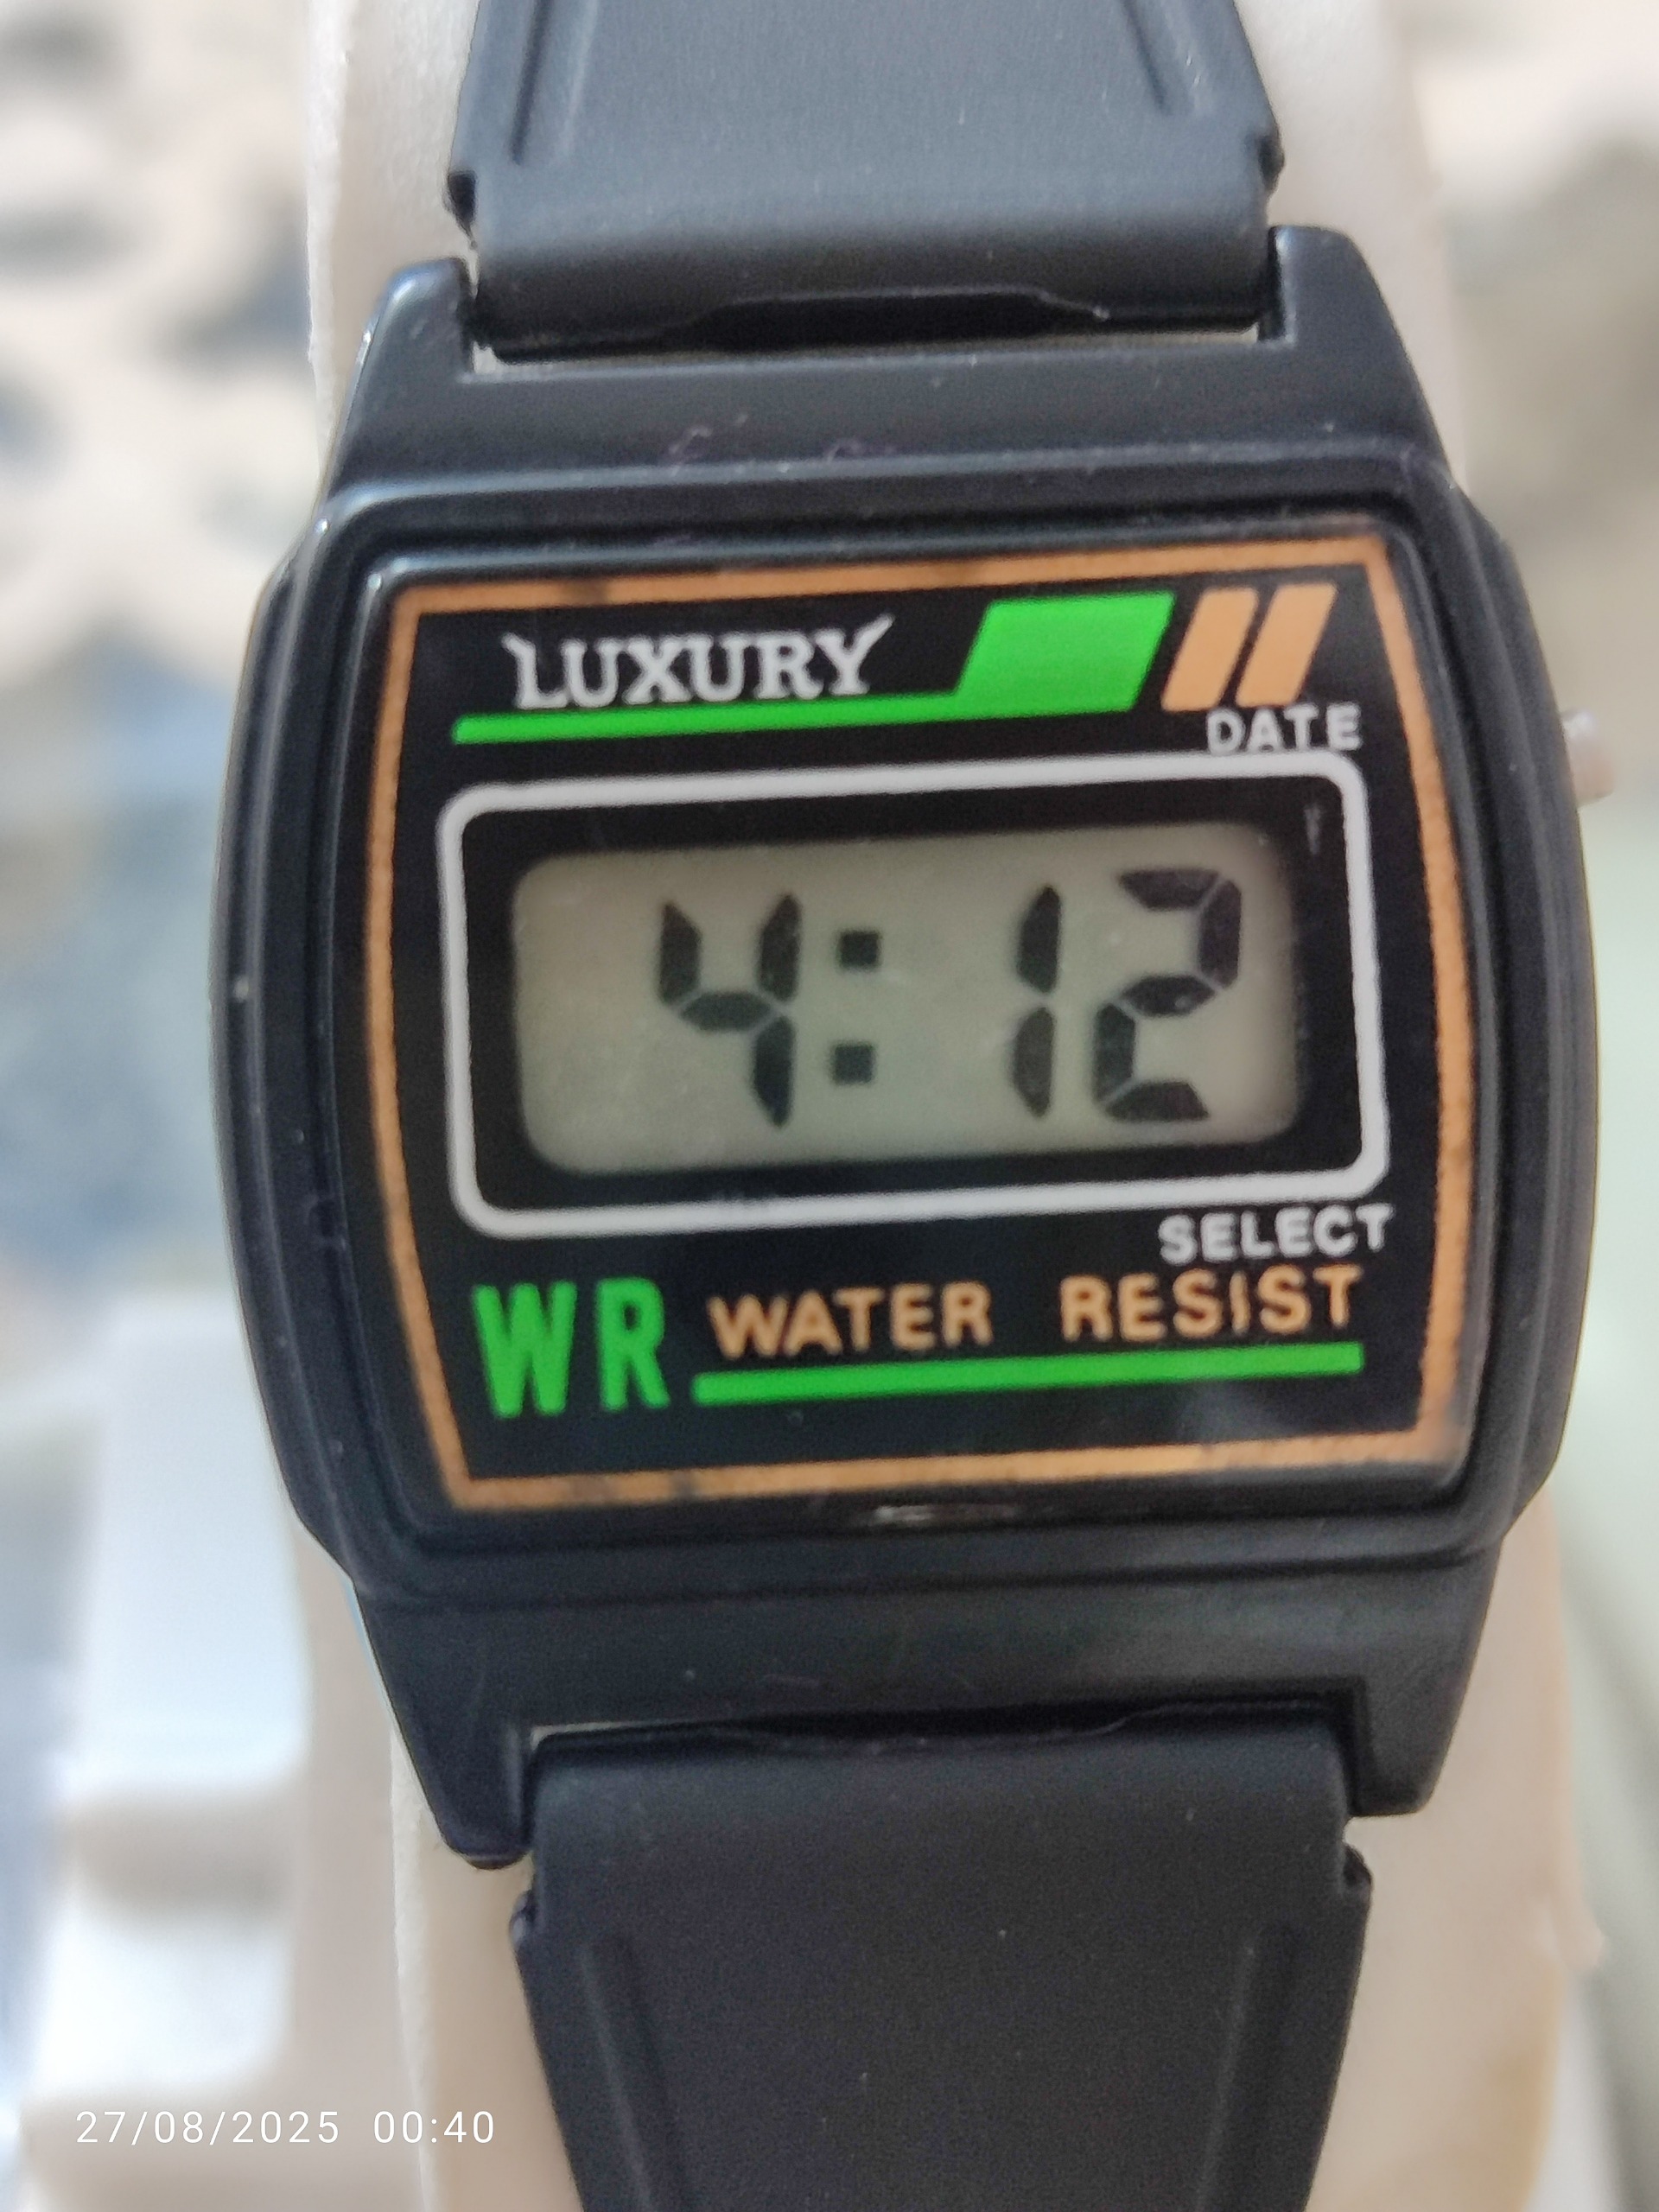 LUXURY
DATE
4:12
SELECT
WR WATER RESIST
27/08/2025 00:40